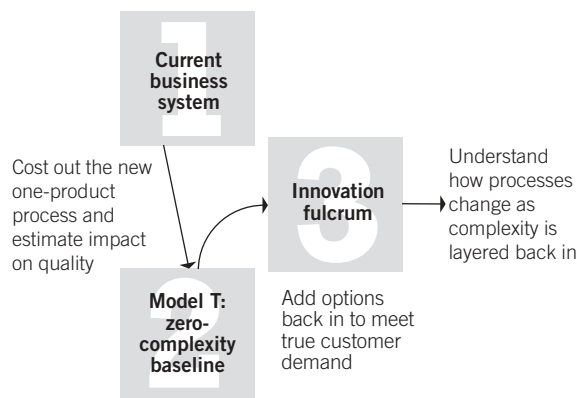 1
Current
business
system
Cost out the new
one-product
process and
estimate impact
on quality
2
Model T:
zero-
complexity
baseline
3
Innovation
fulcrum
Add options
back in to meet
true customer
demand
Understand
how processes
change as
complexity is
layered back in